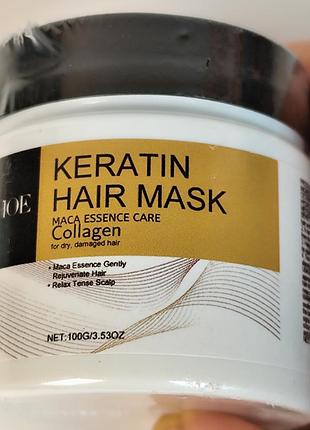 KERATIN
HAIR MASK
MACA ESSENCE CARE
Collagen
for dry, damaged hair
• Maca Essence Gently
Rejuvenate Hair
• Relax Tense Scalp
NET:100G/3.53OZ